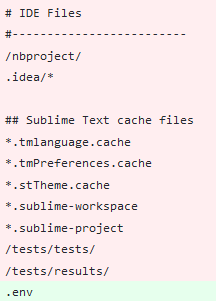 # IDE Files
#-------------------------
/nbproject/
.idea/*

## Sublime Text cache files
*.tmlanguage.cache
*.tmPreferences.cache
*.stTheme.cache
*.sublime-workspace
*.sublime-project
/tests/tests/
/tests/results/
.env